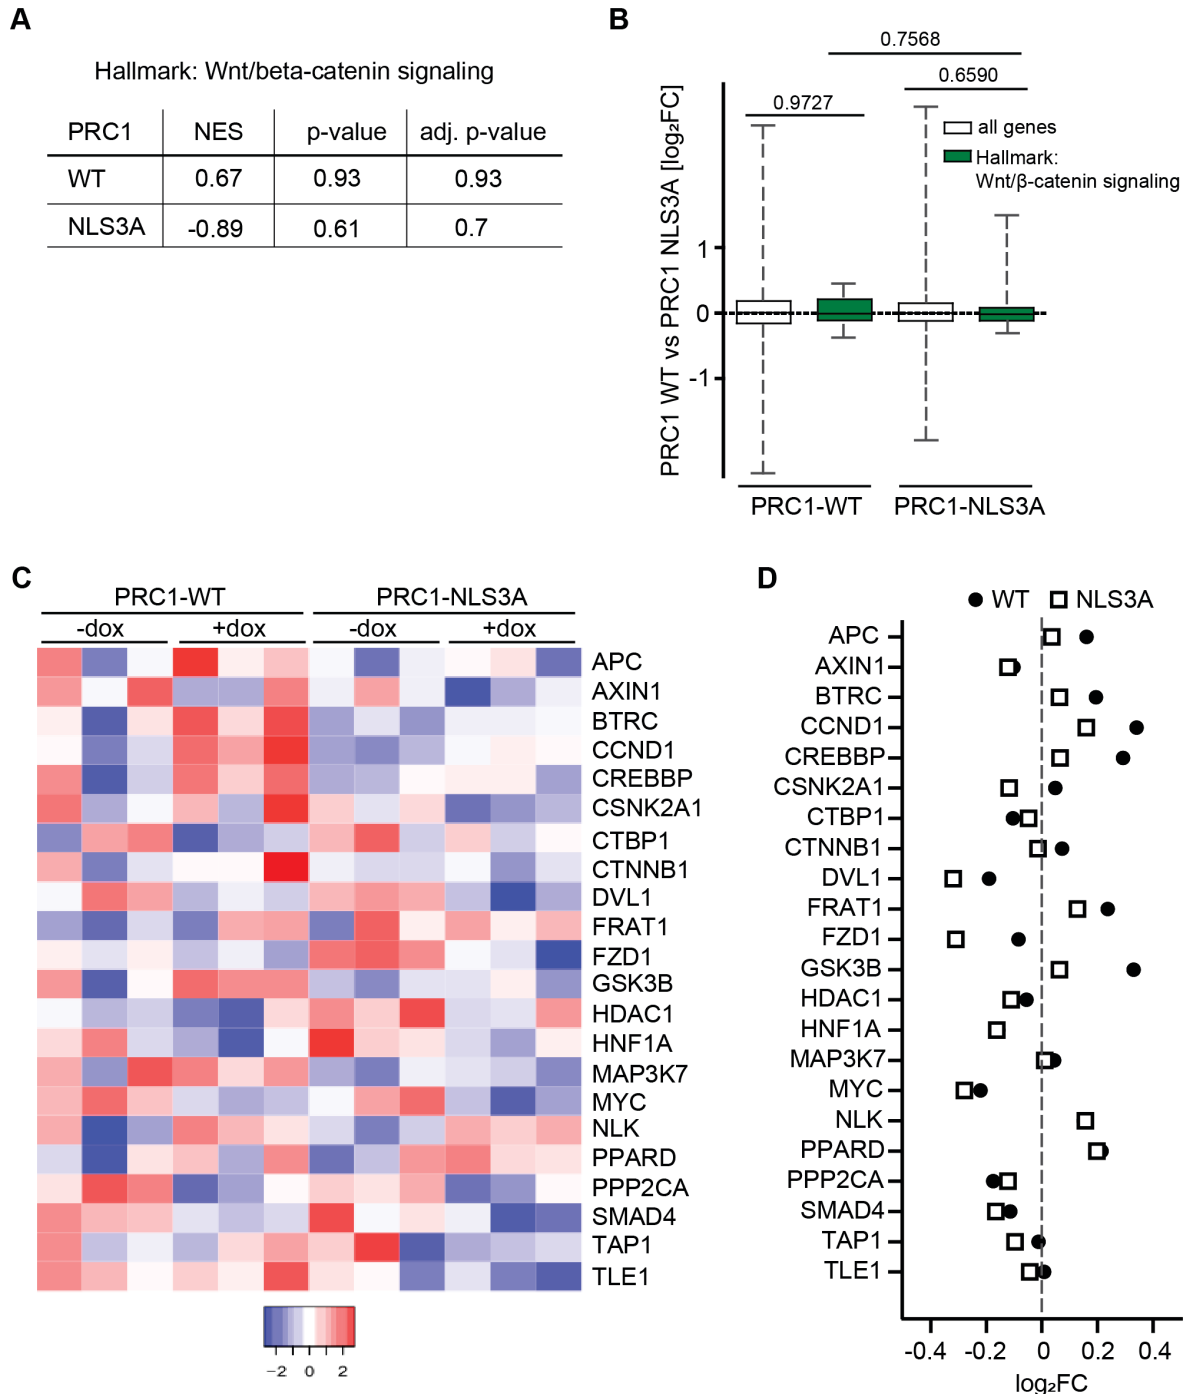 A
Hallmark: Wnt/beta-catenin signaling
PRC1 NES p-value adj. p-value
WT 0.67 0.93 0.93
NLS3A -0.89 0.61 0.7
B
0.7568
0.6590
0.9727
all genes
Hallmark:
Wnt/β-catenin signaling
PRC1 WT vs PRC1 NLS3A [log₂FC]
1
0
-1
PRC1-WT PRC1-NLS3A
C
PRC1-WT PRC1-NLS3A
-dox +dox -dox +dox
APC
AXIN1
BTRC
CCND1
CREBBP
CSNK2A1
CTBP1
CTNNB1
DVL1
FRAT1
FZD1
GSK3B
HDAC1
HNF1A
MAP3K7
MYC
NLK
PPARD
PPP2CA
SMAD4
TAP1
TLE1
-2 0 2
D
WT NLS3A
APC
AXIN1
BTRC
CCND1
CREBBP
CSNK2A1
CTBP1
CTNNB1
DVL1
FRAT1
FZD1
GSK3B
HDAC1
HNF1A
MAP3K7
MYC
NLK
PPARD
PPP2CA
SMAD4
TAP1
TLE1
-0.4 -0.2 0 0.2 0.4
log₂FC